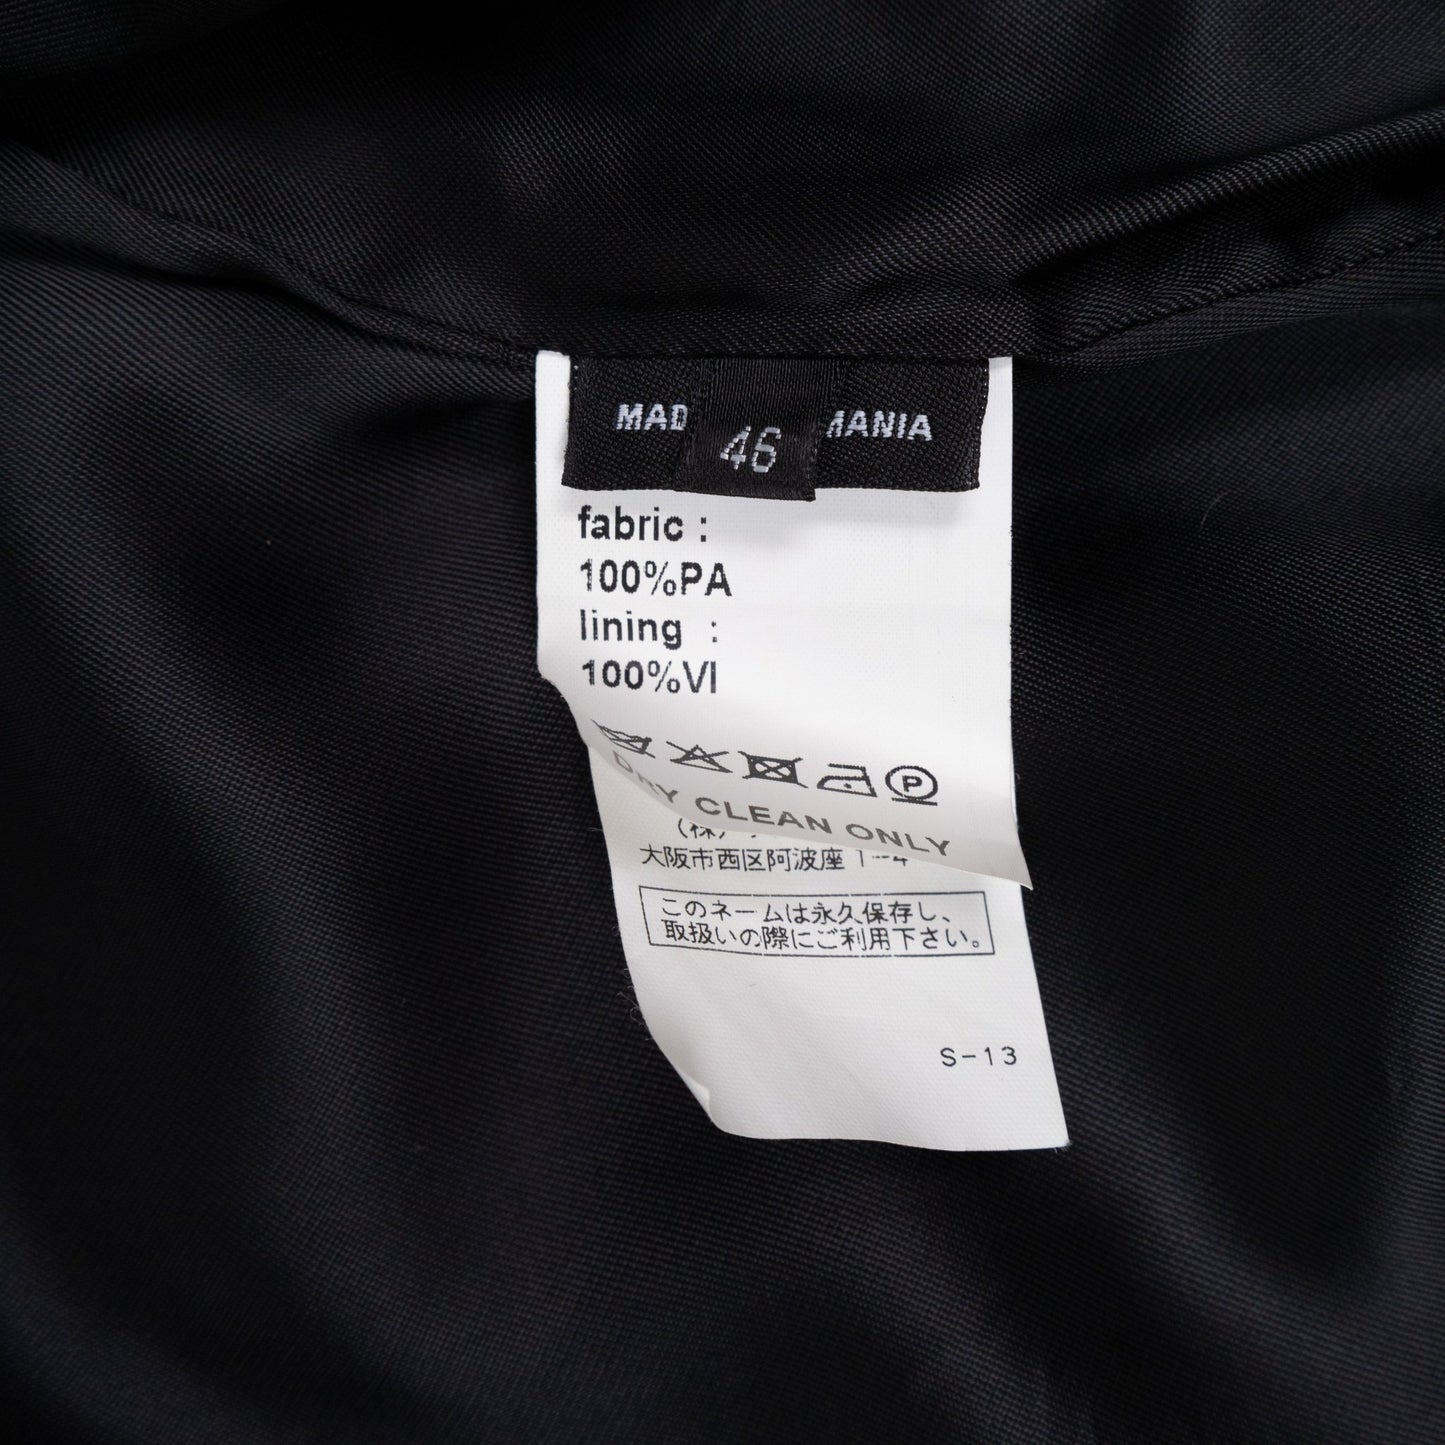 MAD
MANIA
46
fabric :
100%PA
lining :
100%VI
P
DRY CLEAN ONLY
大阪市西区阿波座 1-4
このネームは永久保存し、
取扱いの際にご利用下さい。
S-13